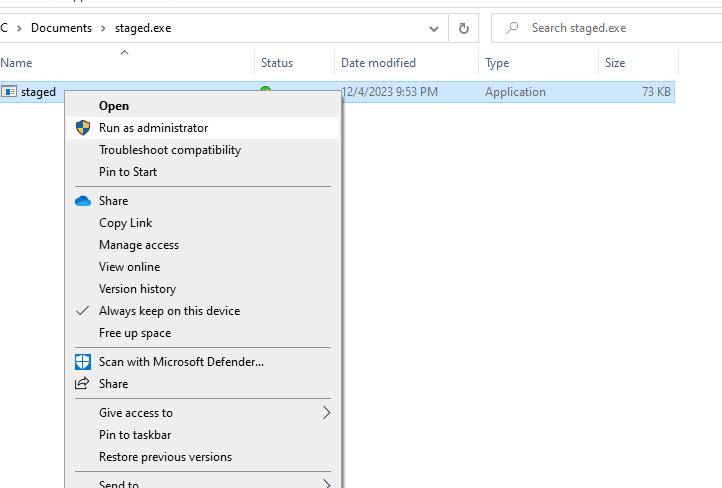 C > Documents > staged.exe
Search staged.exe
Name Status Date modified Type Size
staged 12/4/2023 9:53 PM Application 73 KB
Open
Run as administrator
Troubleshoot compatibility
Pin to Start
Share
Copy Link
Manage access
View online
Version history
Always keep on this device
Free up space
Scan with Microsoft Defender...
Share
Give access to
Pin to taskbar
Restore previous versions
Send to